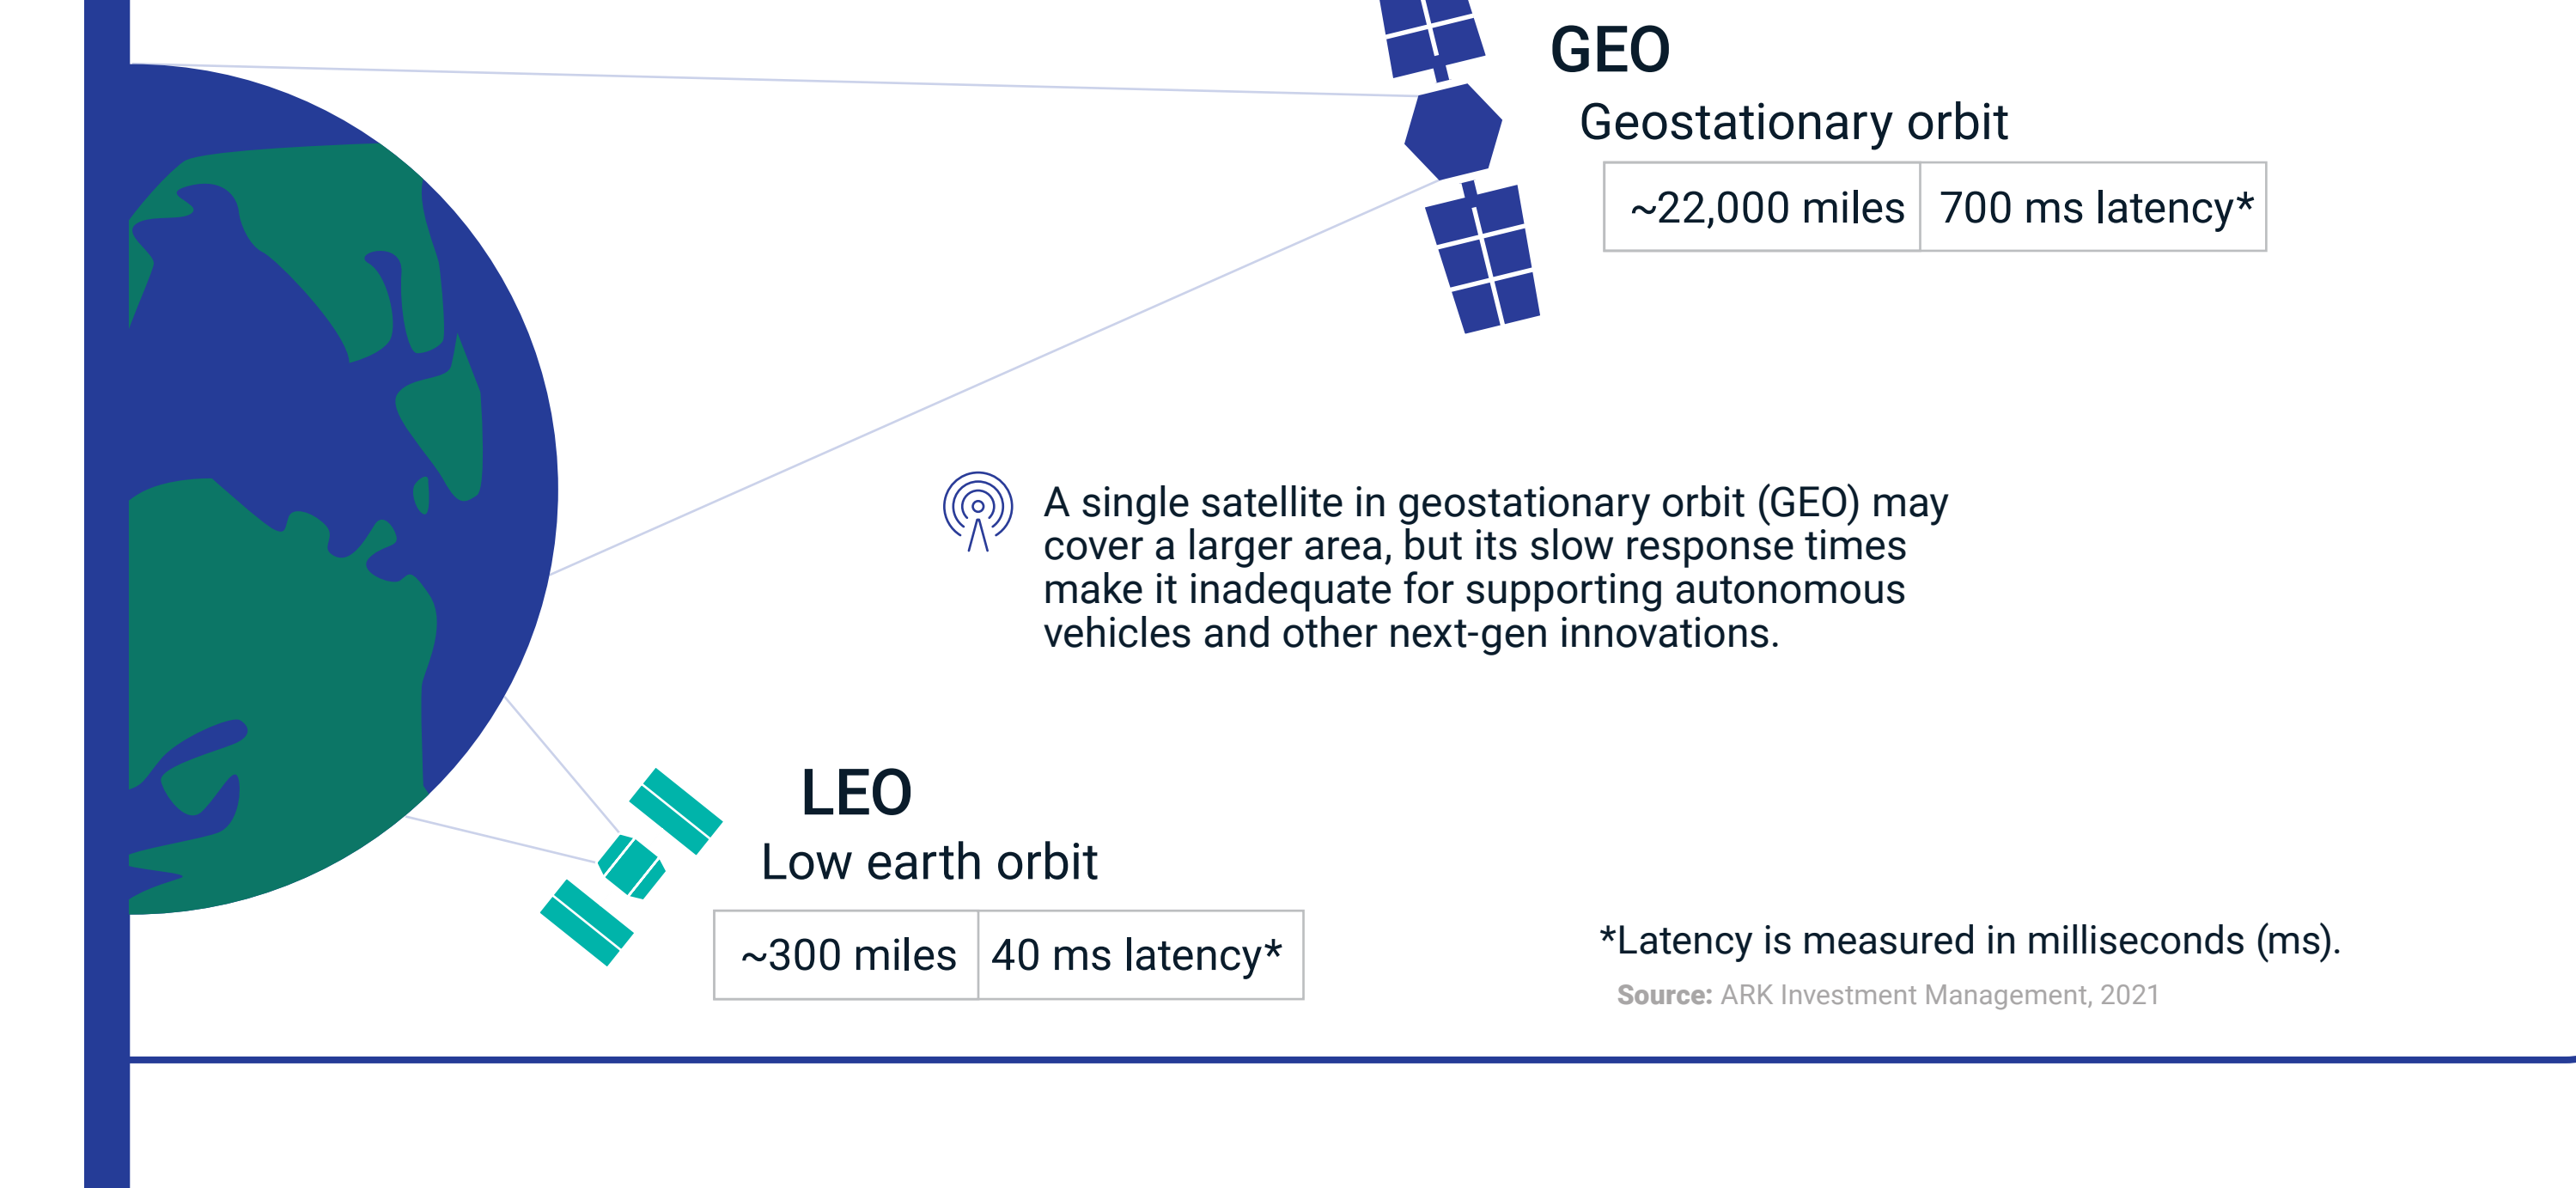 GEO
Geostationary orbit
~22,000 miles 700 ms latency*
A single satellite in geostationary orbit (GEO) may
cover a larger area, but its slow response times
make it inadequate for supporting autonomous
vehicles and other next-gen innovations.
LEO
Low earth orbit
~300 miles 40 ms latency*
*Latency is measured in milliseconds (ms).
Source: ARK Investment Management, 2021